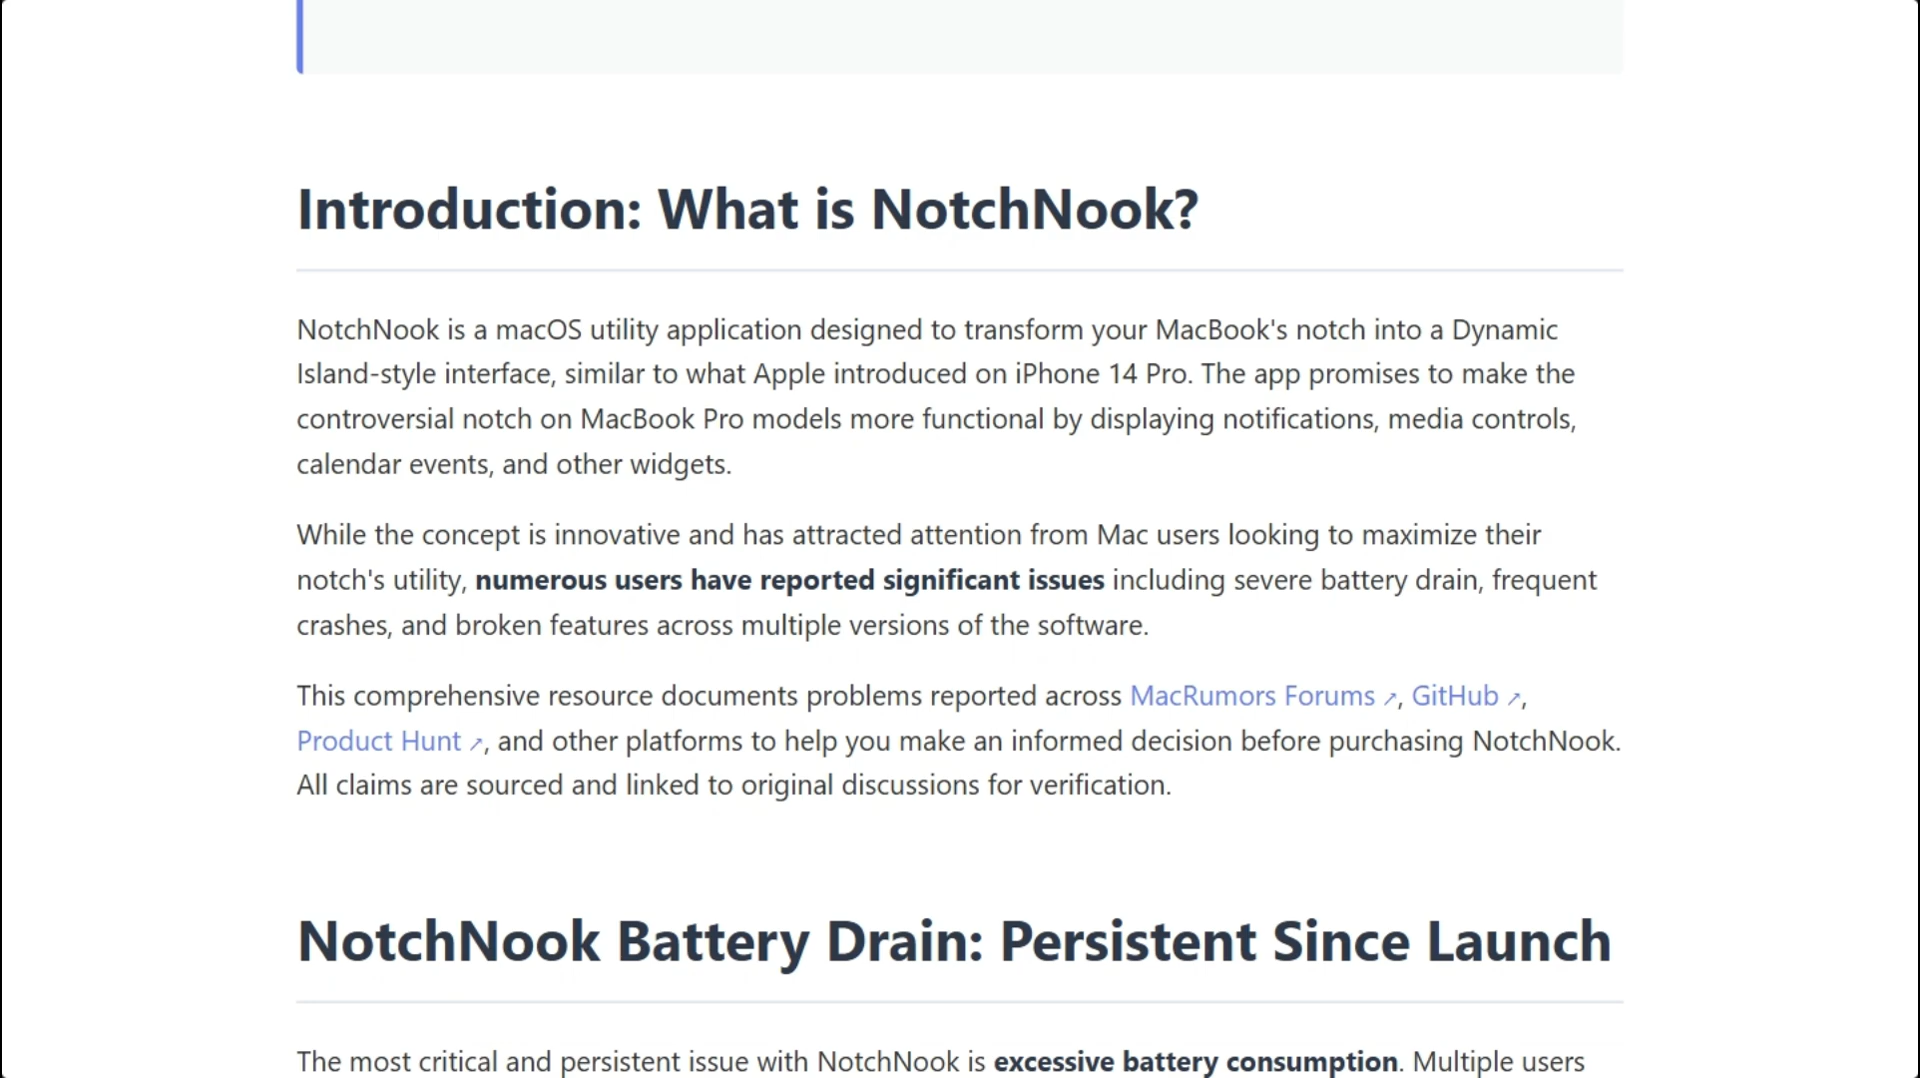 Introduction: What is NotchNook?
NotchNook is a macOS utility application designed to transform your MacBook's notch into a Dynamic
Island-style interface, similar to what Apple introduced on iPhone 14 Pro. The app promises to make the
controversial notch on MacBook Pro models more functional by displaying notifications, media controls,
calendar events, and other widgets.
While the concept is innovative and has attracted attention from Mac users looking to maximize their
notch's utility, numerous users have reported significant issues including severe battery drain, frequent
crashes, and broken features across multiple versions of the software.
This comprehensive resource documents problems reported across MacRumors Forums ↗, GitHub ↗,
Product Hunt ↗, and other platforms to help you make an informed decision before purchasing NotchNook.
All claims are sourced and linked to original discussions for verification.
NotchNook Battery Drain: Persistent Since Launch
The most critical and persistent issue with NotchNook is excessive battery consumption. Multiple users